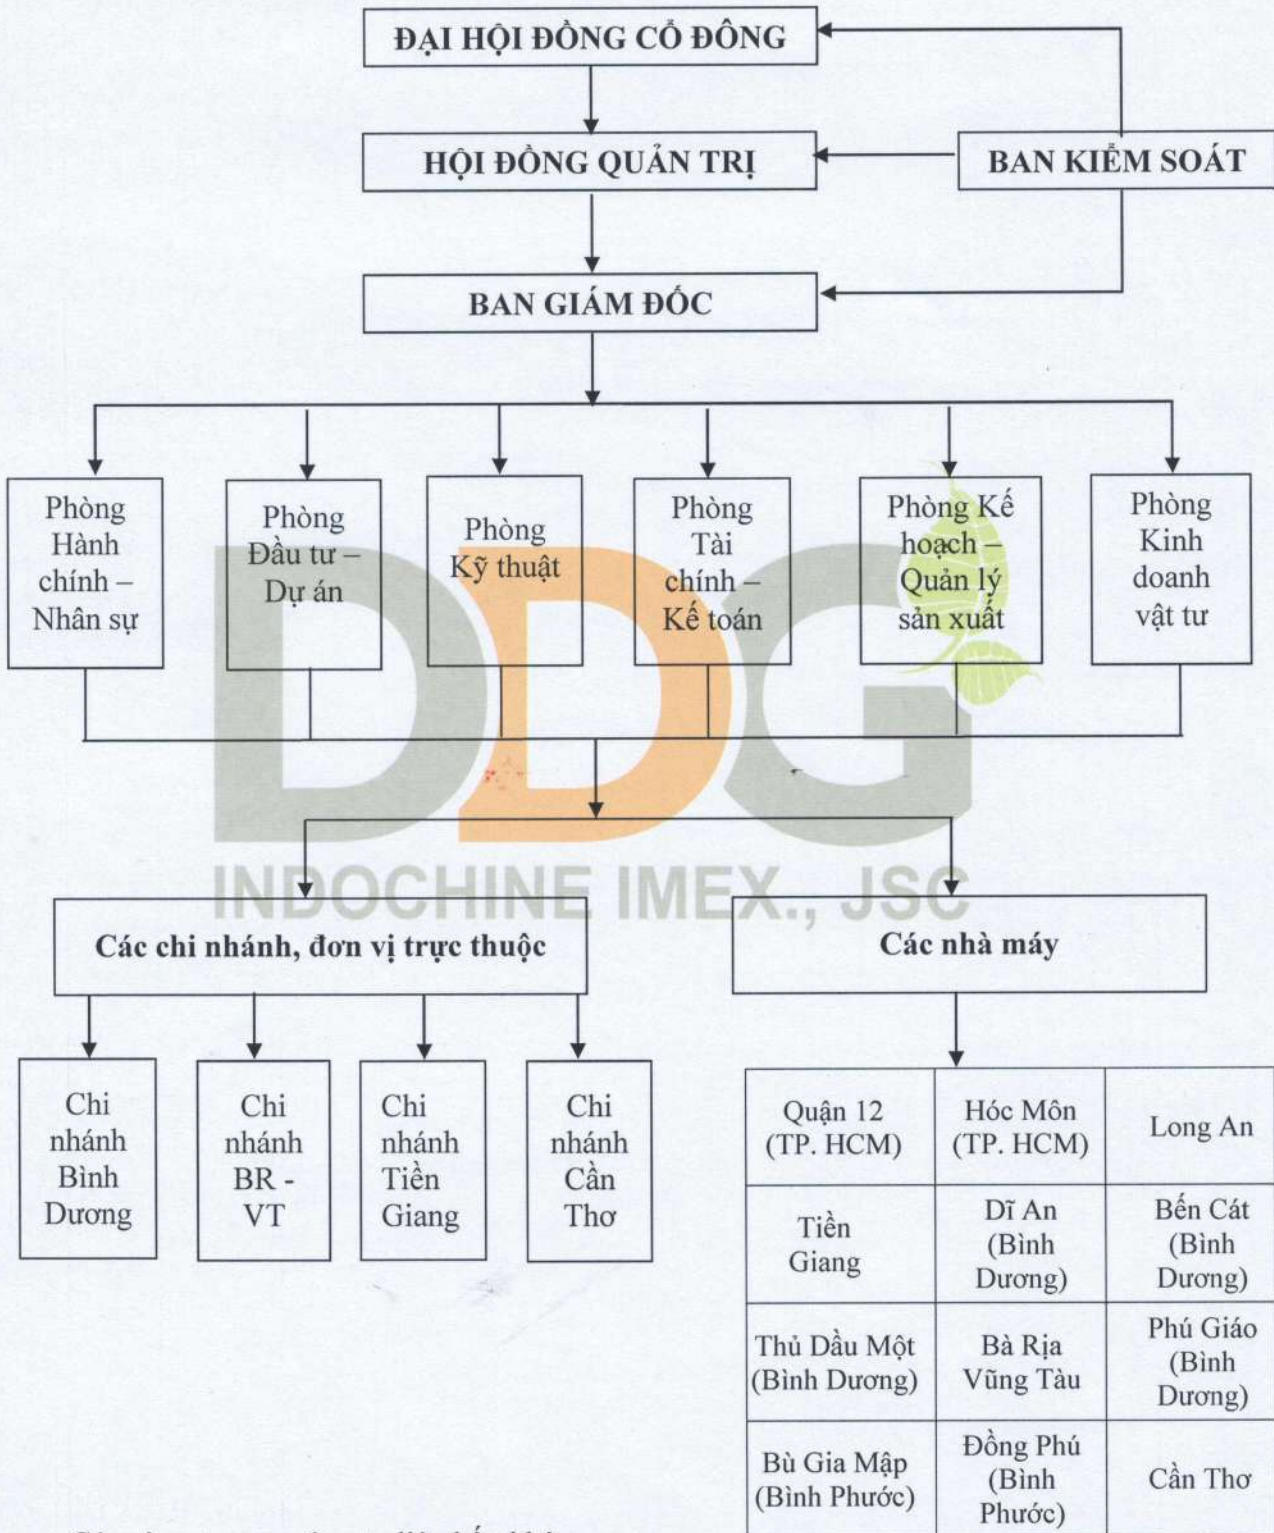 ĐẠI HỘI ĐỒNG CỔ ĐÔNG
HỘI ĐỒNG QUẢN TRỊ
BAN KIỂM SOÁT
BAN GIÁM ĐỐC
Phòng
Hành
chính –
Nhân sự
Phòng
Đầu tư –
Dự án
Phòng
Kỹ thuật
Phòng
Tài
chính –
Kế toán
Phòng Kế
hoạch –
Quản lý
sản xuất
Phòng
Kinh
doanh
vật tư
DDG
INDOCHINE IMEX., JSC
Các chi nhánh, đơn vị trực thuộc
Các nhà máy
Chi
nhánh
Bình
Dương
Chi
nhánh
BR -
VT
Chi
nhánh
Tiền
Giang
Chi
nhánh
Cần
Thơ
Quận 12
(TP. HCM)
Hóc Môn
(TP. HCM)
Long An
Tiền
Giang
Dĩ An
(Bình
Dương)
Bến Cát
(Bình
Dương)
Thủ Dầu Một
(Bình Dương)
Bà Rịa
Vũng Tàu
Phú Giáo
(Bình
Dương)
Bù Gia Mập
(Bình Phước)
Đồng Phú
(Bình
Phước)
Cần Thơ